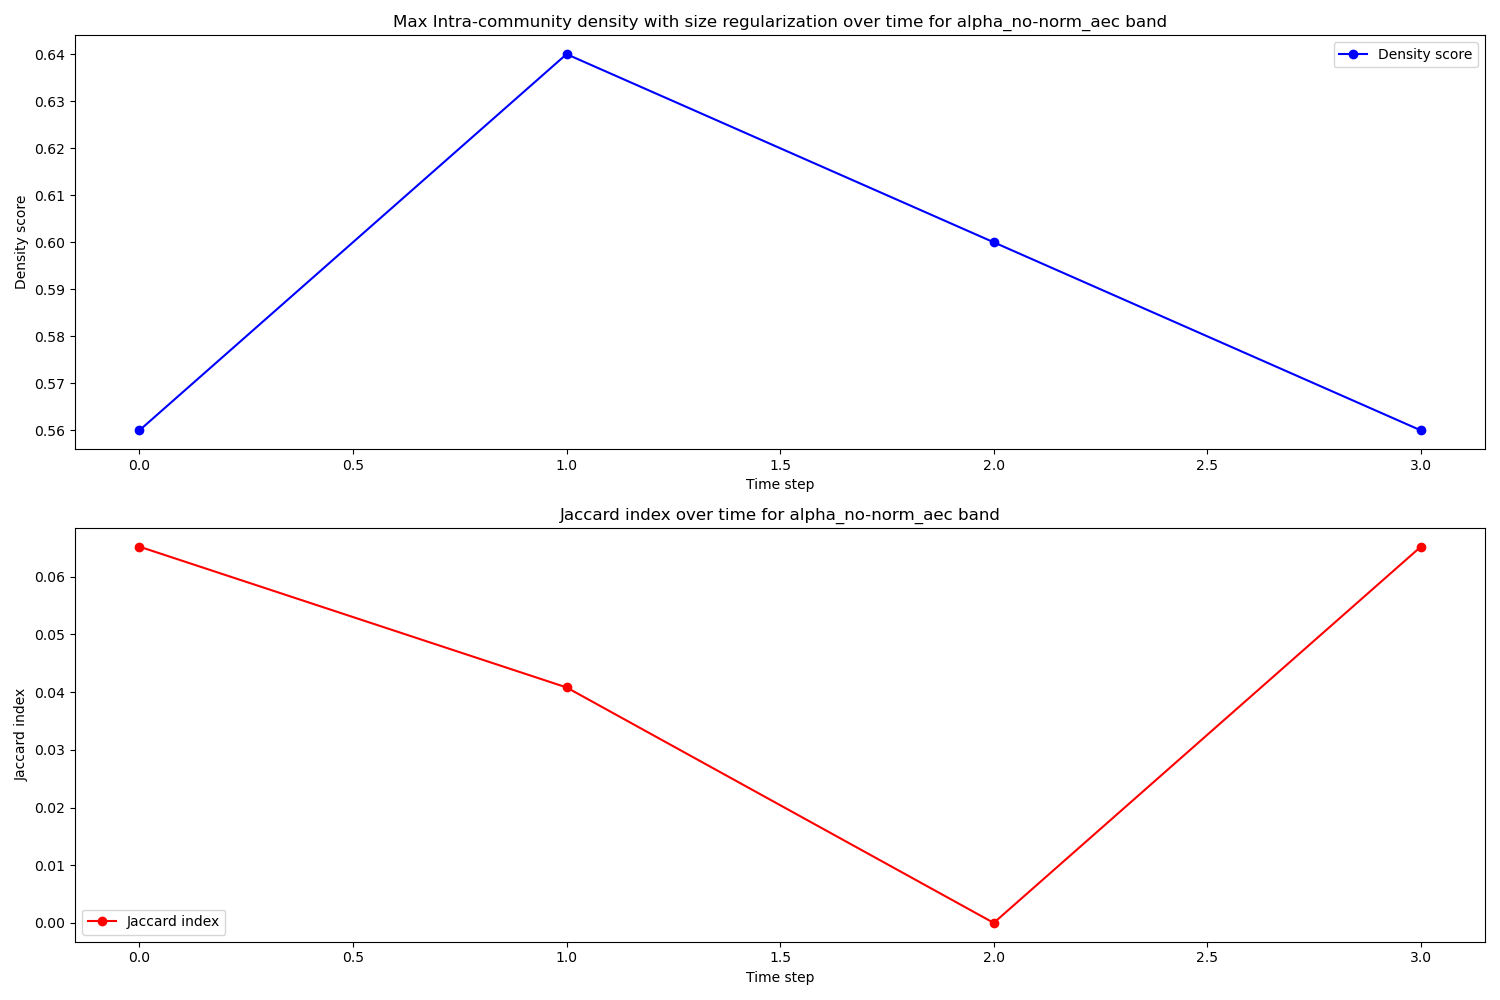 Max Intra-community density with size regularization over time for alpha_no-norm_aec band
Density score
0.64
0.63
0.62
0.61
0.60
0.59
0.58
0.57
0.56
Density score
0.0 0.5 1.0 1.5 2.0 2.5 3.0
Time step
Jaccard index over time for alpha_no-norm_aec band
0.06
0.05
0.04
0.03
0.02
0.01
0.00
Jaccard index
Jaccard index
0.0 0.5 1.0 1.5 2.0 2.5 3.0
Time step